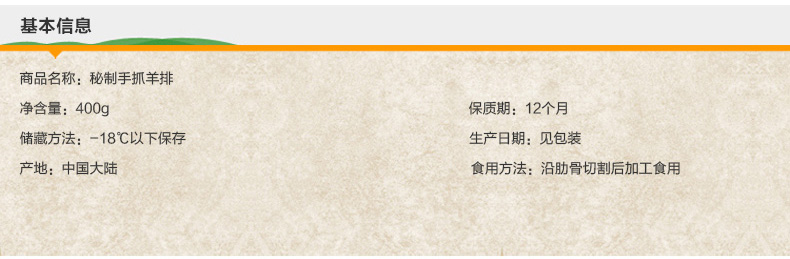 基本信息
商品名称：秘制手抓羊排
净含量：400g
保质期：12个月
储藏方法：-18℃以下保存
生产日期：见包装
产地：中国大陆
食用方法：沿肋骨切割后加工食用